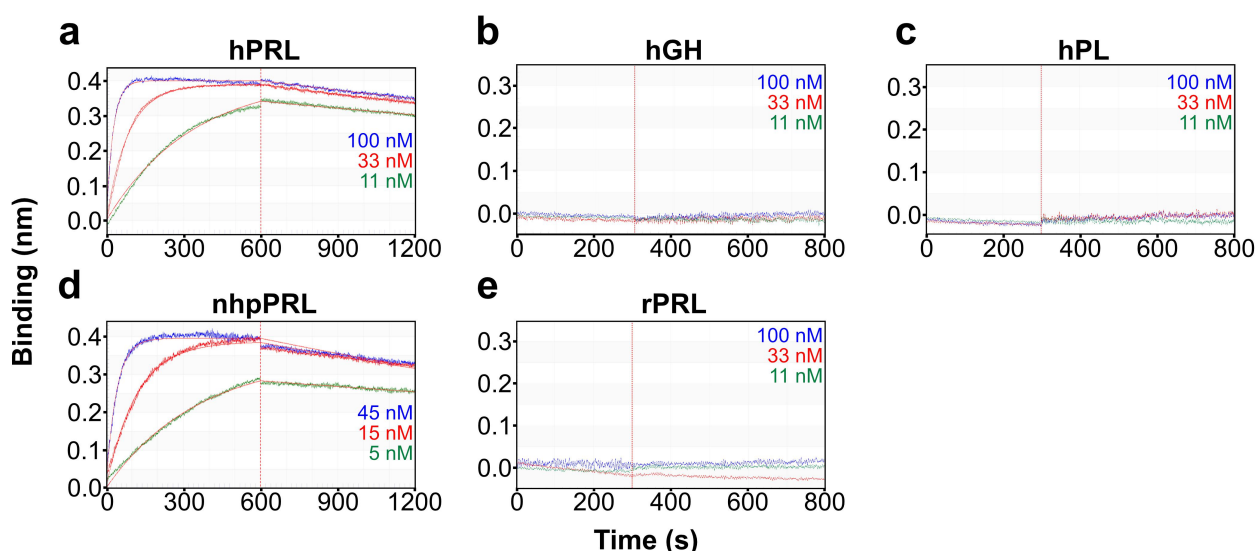 a
hPRL
0.4
0.3
0.2
0.1
0.0
100 nM
33 nM
11 nM
0 300 600 900 1200
b
hGH
0.3
0.2
0.1
0.0
100 nM
33 nM
11 nM
0 200 400 600 800
c
hPL
0.3
0.2
0.1
0.0
100 nM
33 nM
11 nM
0 200 400 600 800
d
nhpPRL
0.4
0.3
0.2
0.1
0.0
45 nM
15 nM
5 nM
0 300 600 900 1200
e
rPRL
0.3
0.2
0.1
0.0
100 nM
33 nM
11 nM
0 200 400 600 800
Binding (nm)
Time (s)